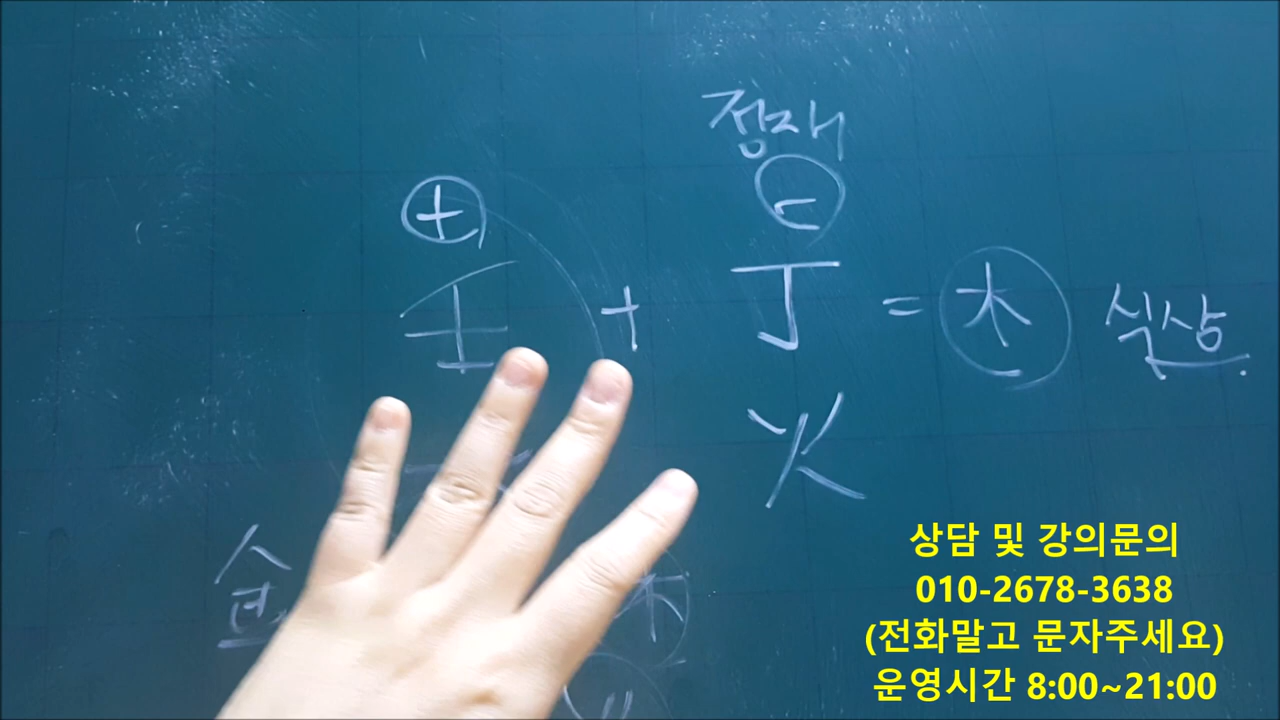 정재
+ -
壬 + 丁 = 木 식상
火
木
상담 및 강의문의
010-2678-3638
(전화말고 문자주세요)
운영시간 8:00~21:00